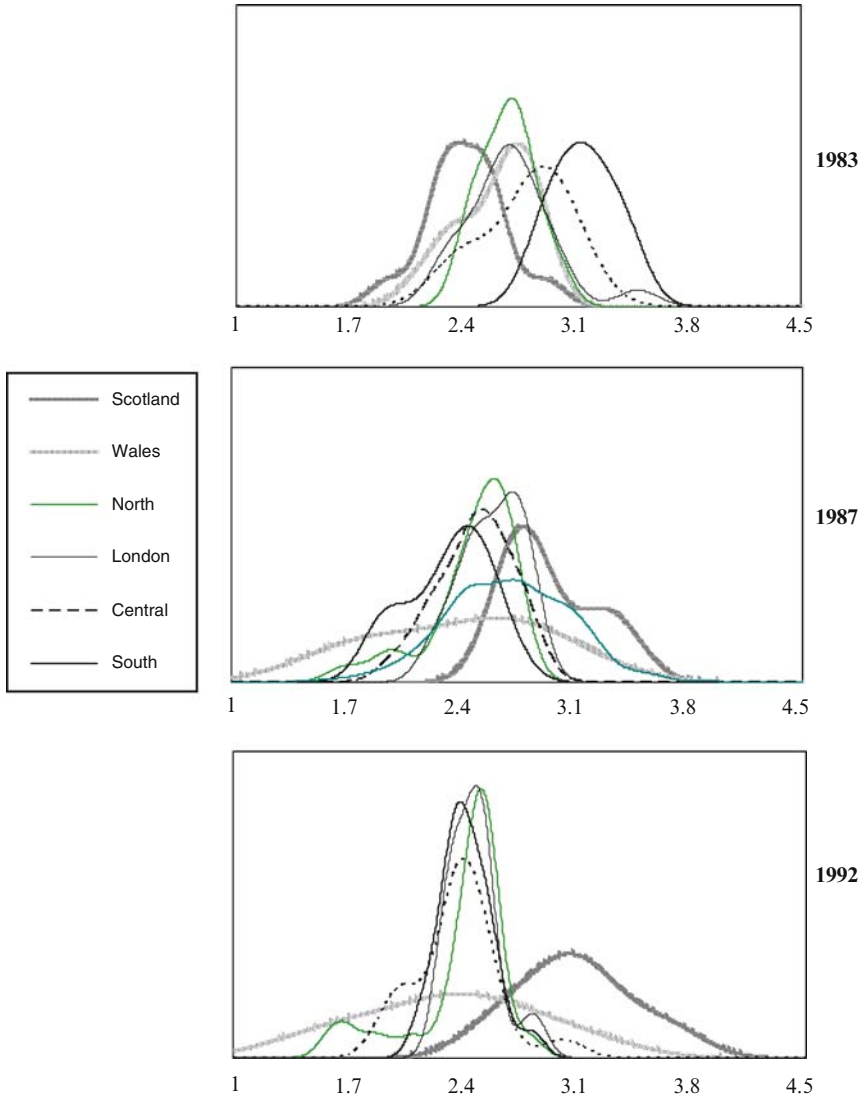 1983
1 1.7 2.4 3.1 3.8 4.5
Scotland
Wales
North
London
Central
South
1987
1 1.7 2.4 3.1 3.8 4.5
1992
1 1.7 2.4 3.1 3.8 4.5